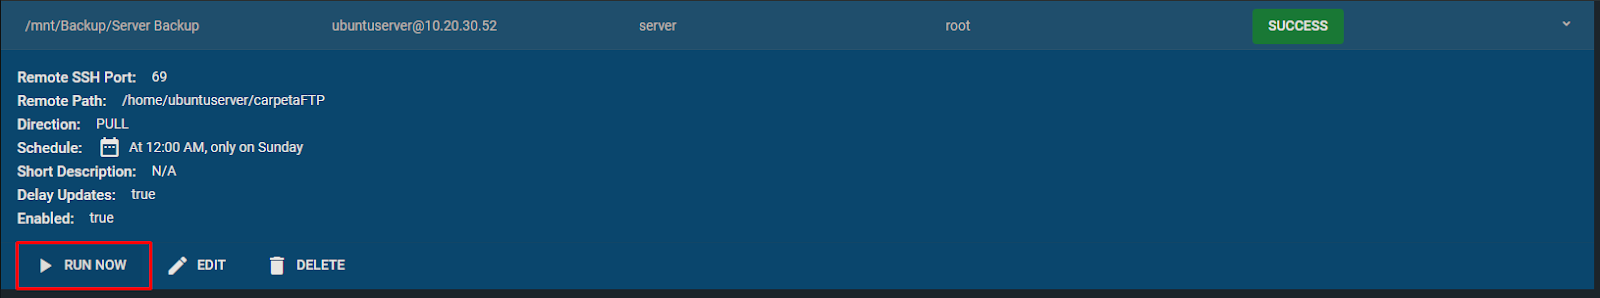 /mnt/Backup/Server Backup ubuntuserver@10.20.30.52 server root SUCCESS
Remote SSH Port: 69
Remote Path: /home/ubuntuserver/carpetaFTP
Direction: PULL
Schedule: At 12:00 AM, only on Sunday
Short Description: N/A
Delay Updates: true
Enabled: true
RUN NOW EDIT DELETE